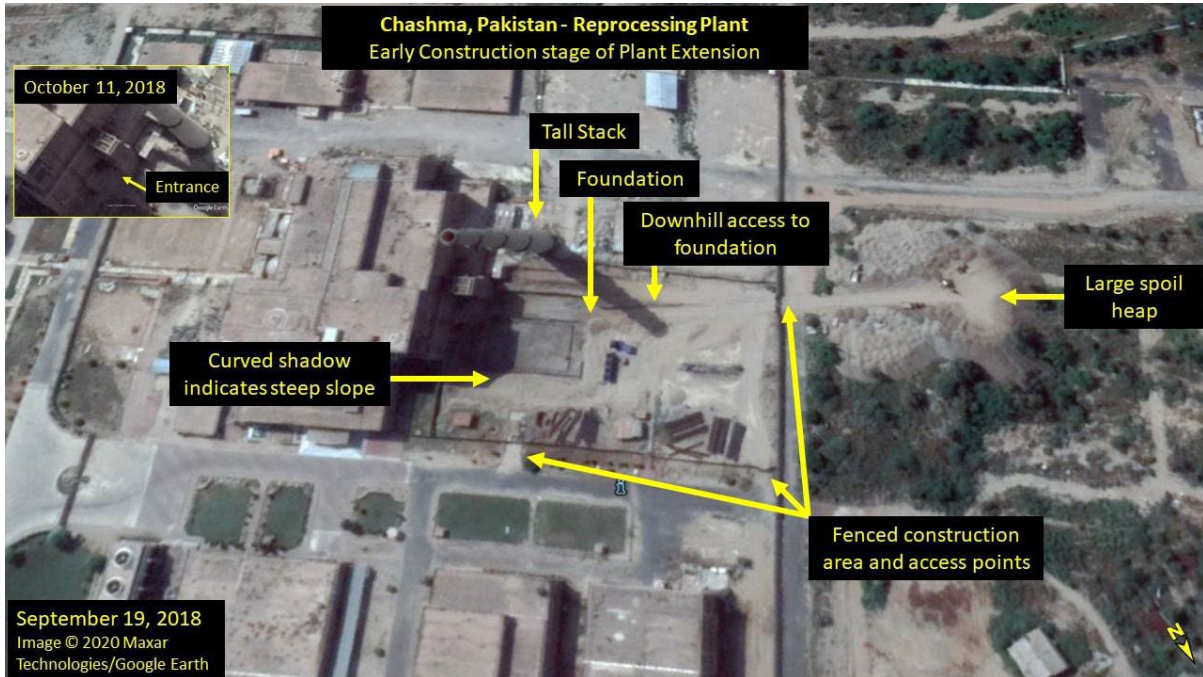 Chashma, Pakistan - Reprocessing Plant
Early Construction stage of Plant Extension
October 11, 2018
Entrance
Google Earth
Tall Stack
Foundation
Downhill access to
foundation
Large spoil
heap
Curved shadow
indicates steep slope
Fenced construction
area and access points
September 19, 2018
Image © 2020 Maxar
Technologies/Google Earth
N